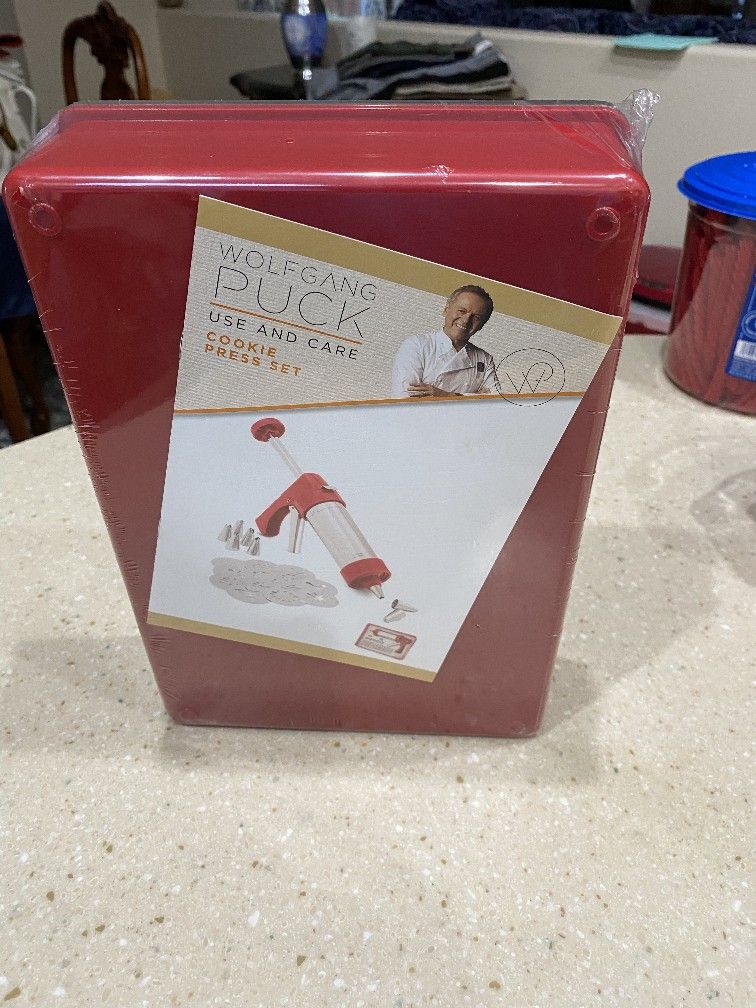 WOLFGANG
PUCK
USE AND CARE
COOKIE
PRESS SET
WP